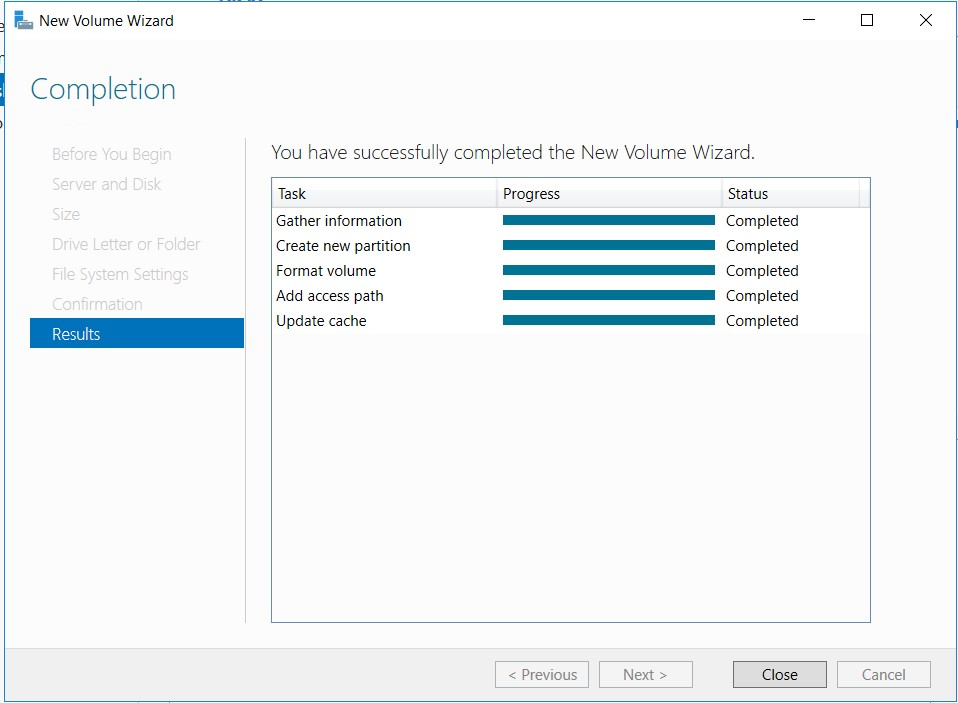 New Volume Wizard
Completion
Before You Begin
Server and Disk
Size
Drive Letter or Folder
File System Settings
Confirmation
Results
You have successfully completed the New Volume Wizard.
Task Progress Status
Gather information Completed
Create new partition Completed
Format volume Completed
Add access path Completed
Update cache Completed
< Previous Next > Close Cancel